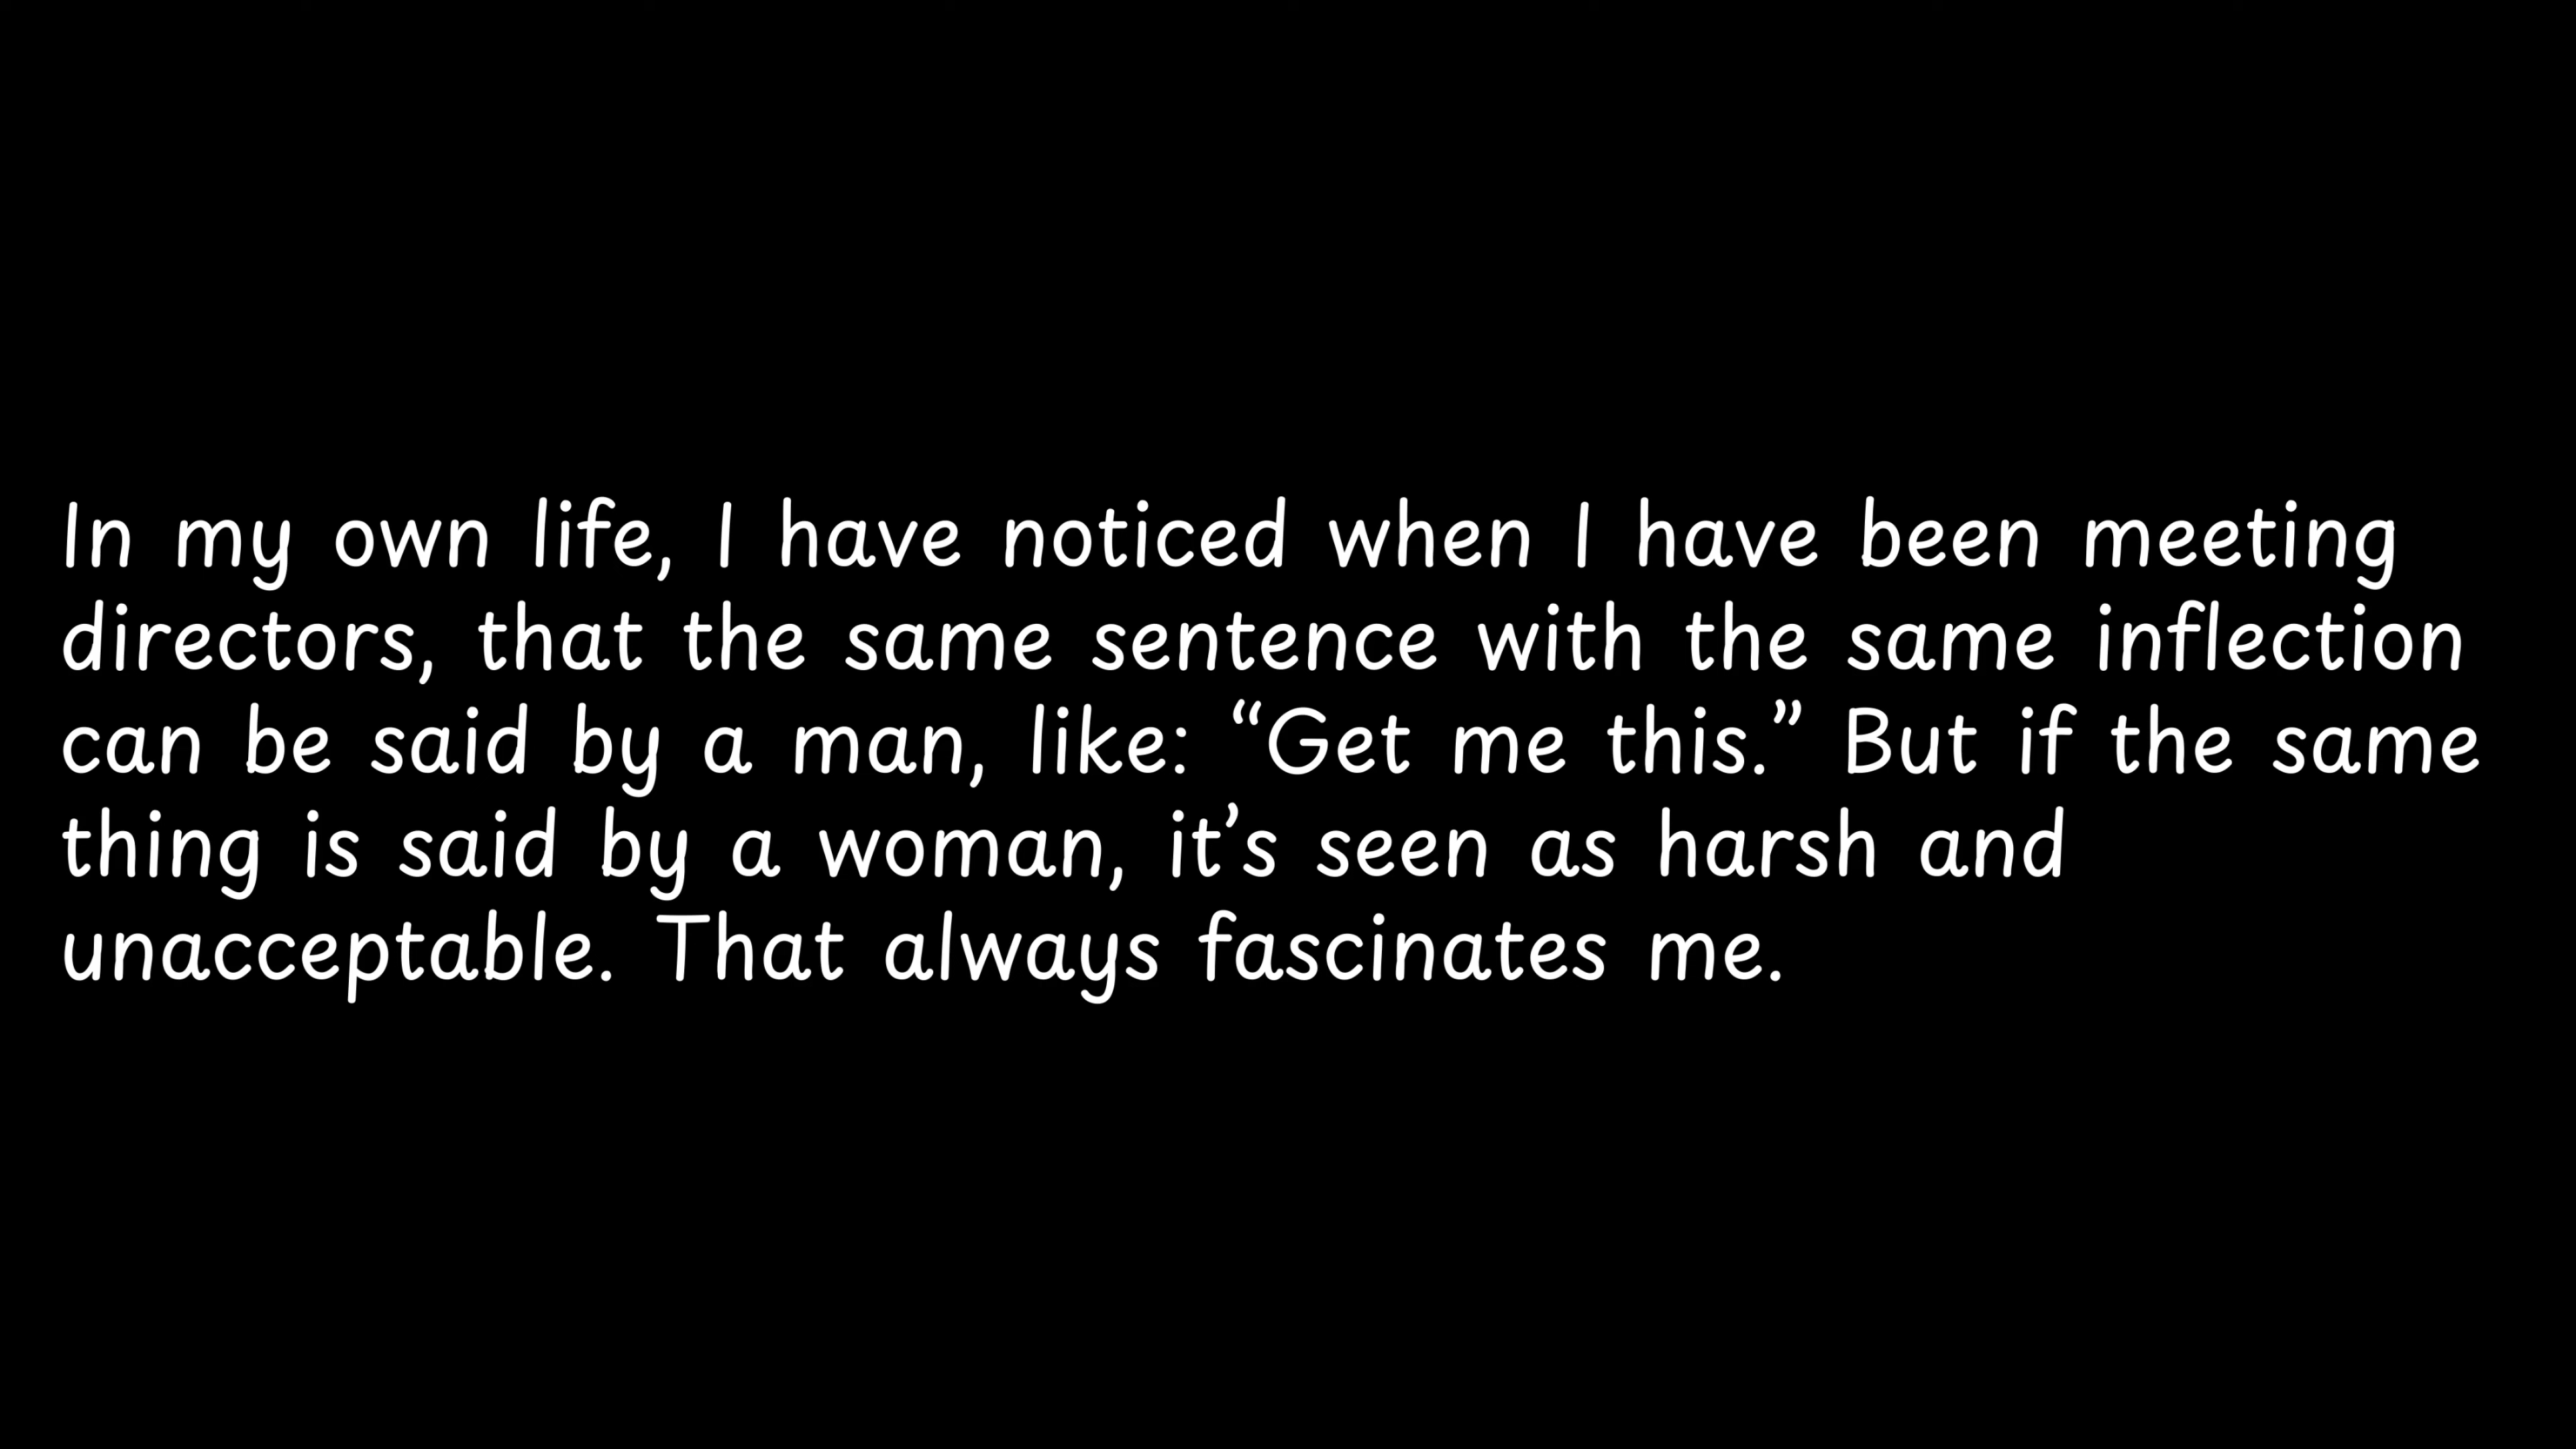 In my own life, I have noticed when I have been meeting
directors, that the same sentence with the same inflection
can be said by a man, like: “Get me this.” But if the same
thing is said by a woman, it’s seen as harsh and
unacceptable. That always fascinates me.